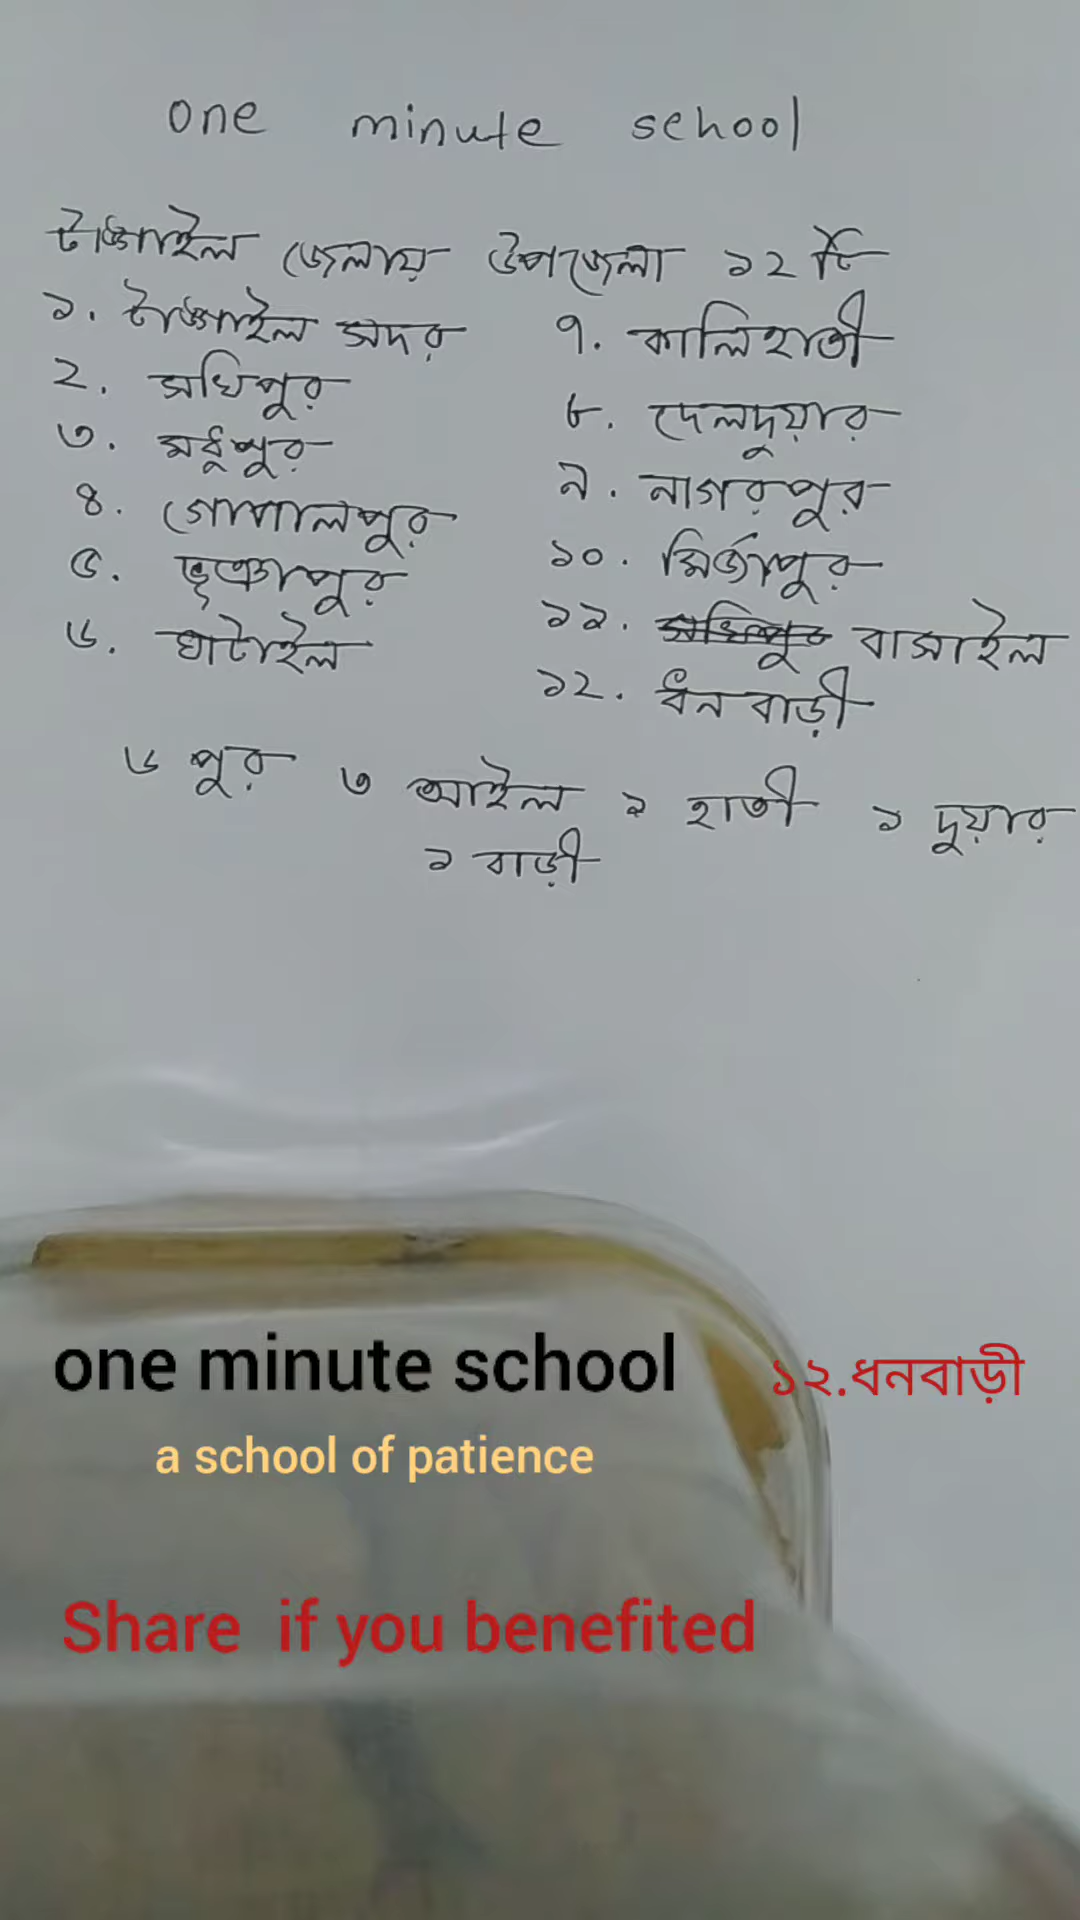 one minute school
টাঙ্গাইল জেলায় উপজেলা ১২ টি
১. টাঙ্গাইল সদর
২. সখিপুর
৩. মধুপুর
৪. গোপালপুর
৫. ভূঞাপুর
৬. ঘাটাইল
৭. কালিহাতী
৮. দেলদুয়ার
৯. নাগরপুর
১০. মির্জাপুর
১১. সখিপুর বাসাইল
১২. ধনবাড়ী
৬ পুর ৩ আইল ১ হাতী ১ দুয়ার
১ বাড়ী
one minute school
১২.ধনবাড়ী
a school of patience
Share if you benefited